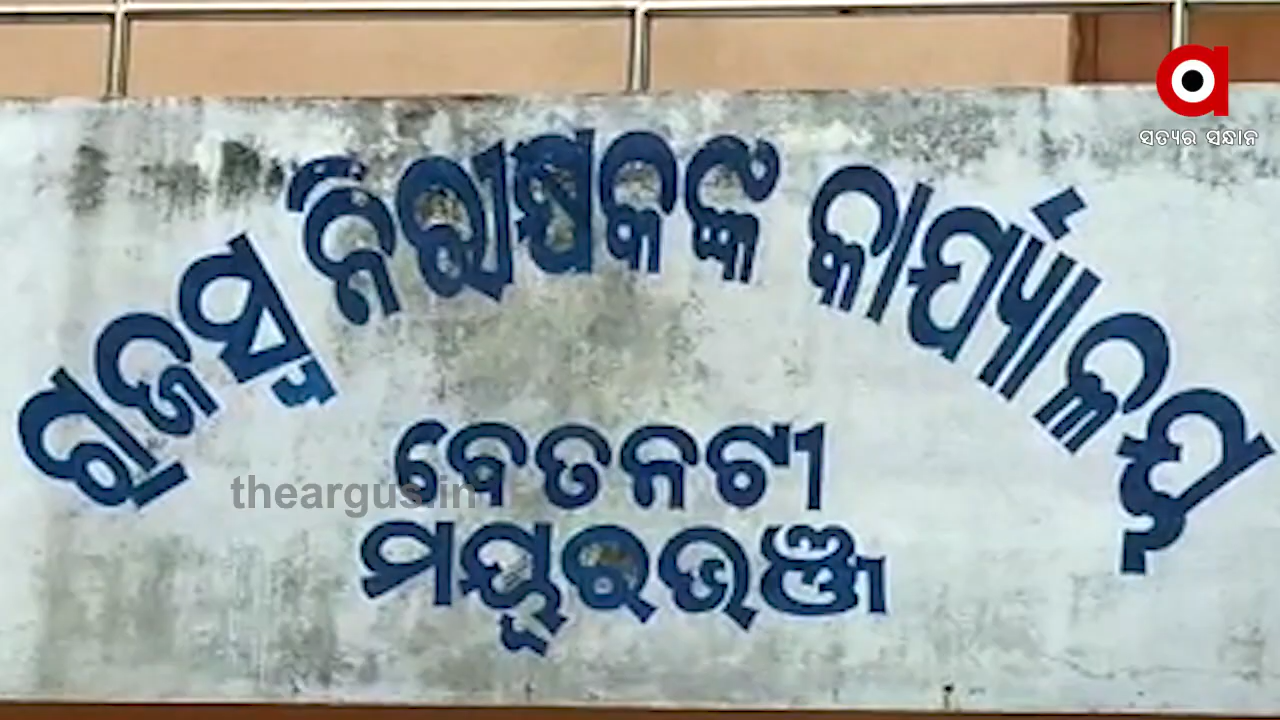 ସତ୍ୟର ସନ୍ଧାନ
ରାଜସ୍ୱ ନିରୀକ୍ଷକଙ୍କ କାର୍ଯ୍ୟାଳୟ
ବେତନଟୀ
theargus.in
ମୟୂରଭଞ୍ଜ